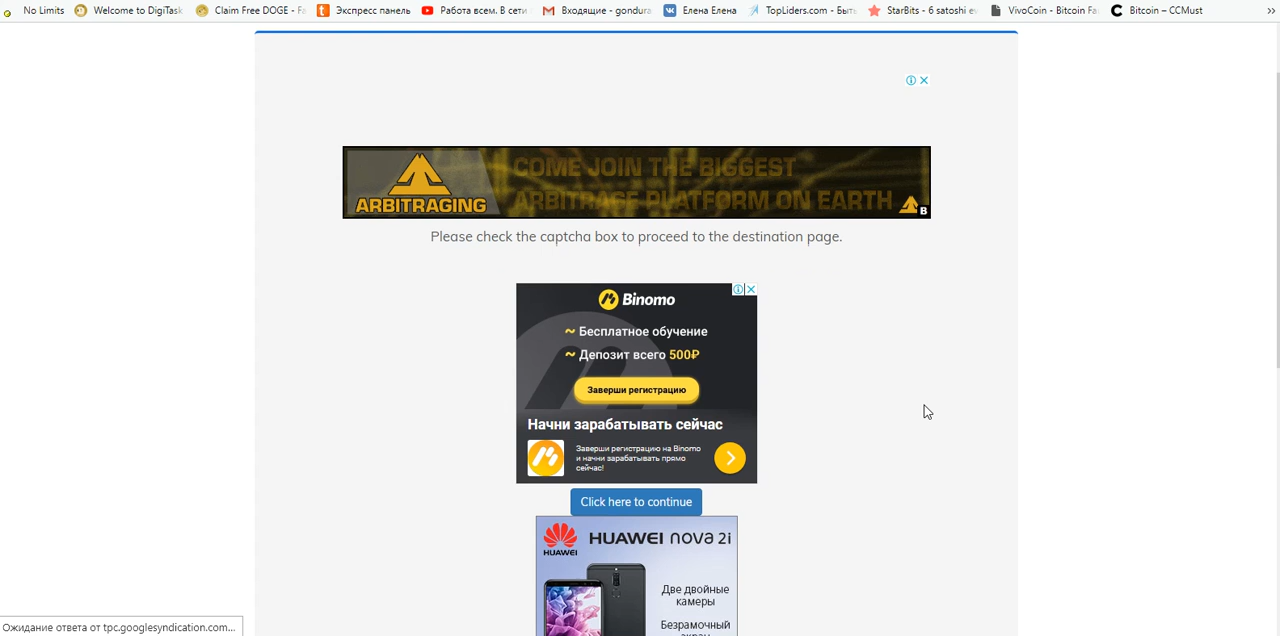 No Limits
Welcome to DigiTask
Claim Free DOGE - Fa
Экспресс панель
Работа всем. В сети
Входящие - gondura
Елена Елена
TopLiders.com - Быть
StarBits - 6 satoshi ev
VivoCoin - Bitcoin Fa
Bitcoin – CCMust
»
ARBITRAGING
COME JOIN THE BIGGEST
ARBITRAGE PLATFORM ON EARTH
B
Please check the captcha box to proceed to the destination page.
Binomo
~ Бесплатное обучение
~ Депозит всего 500₽
Заверши регистрацию
Начни зарабатывать сейчас
Заверши регистрацию на Binomo
и начни зарабатывать прямо
сейчас!
Click here to continue
HUAWEI
HUAWEI nova 2i
Две двойные
камеры
Безрамочный
экран
Ожидание ответа от tpc.googlesyndication.com...